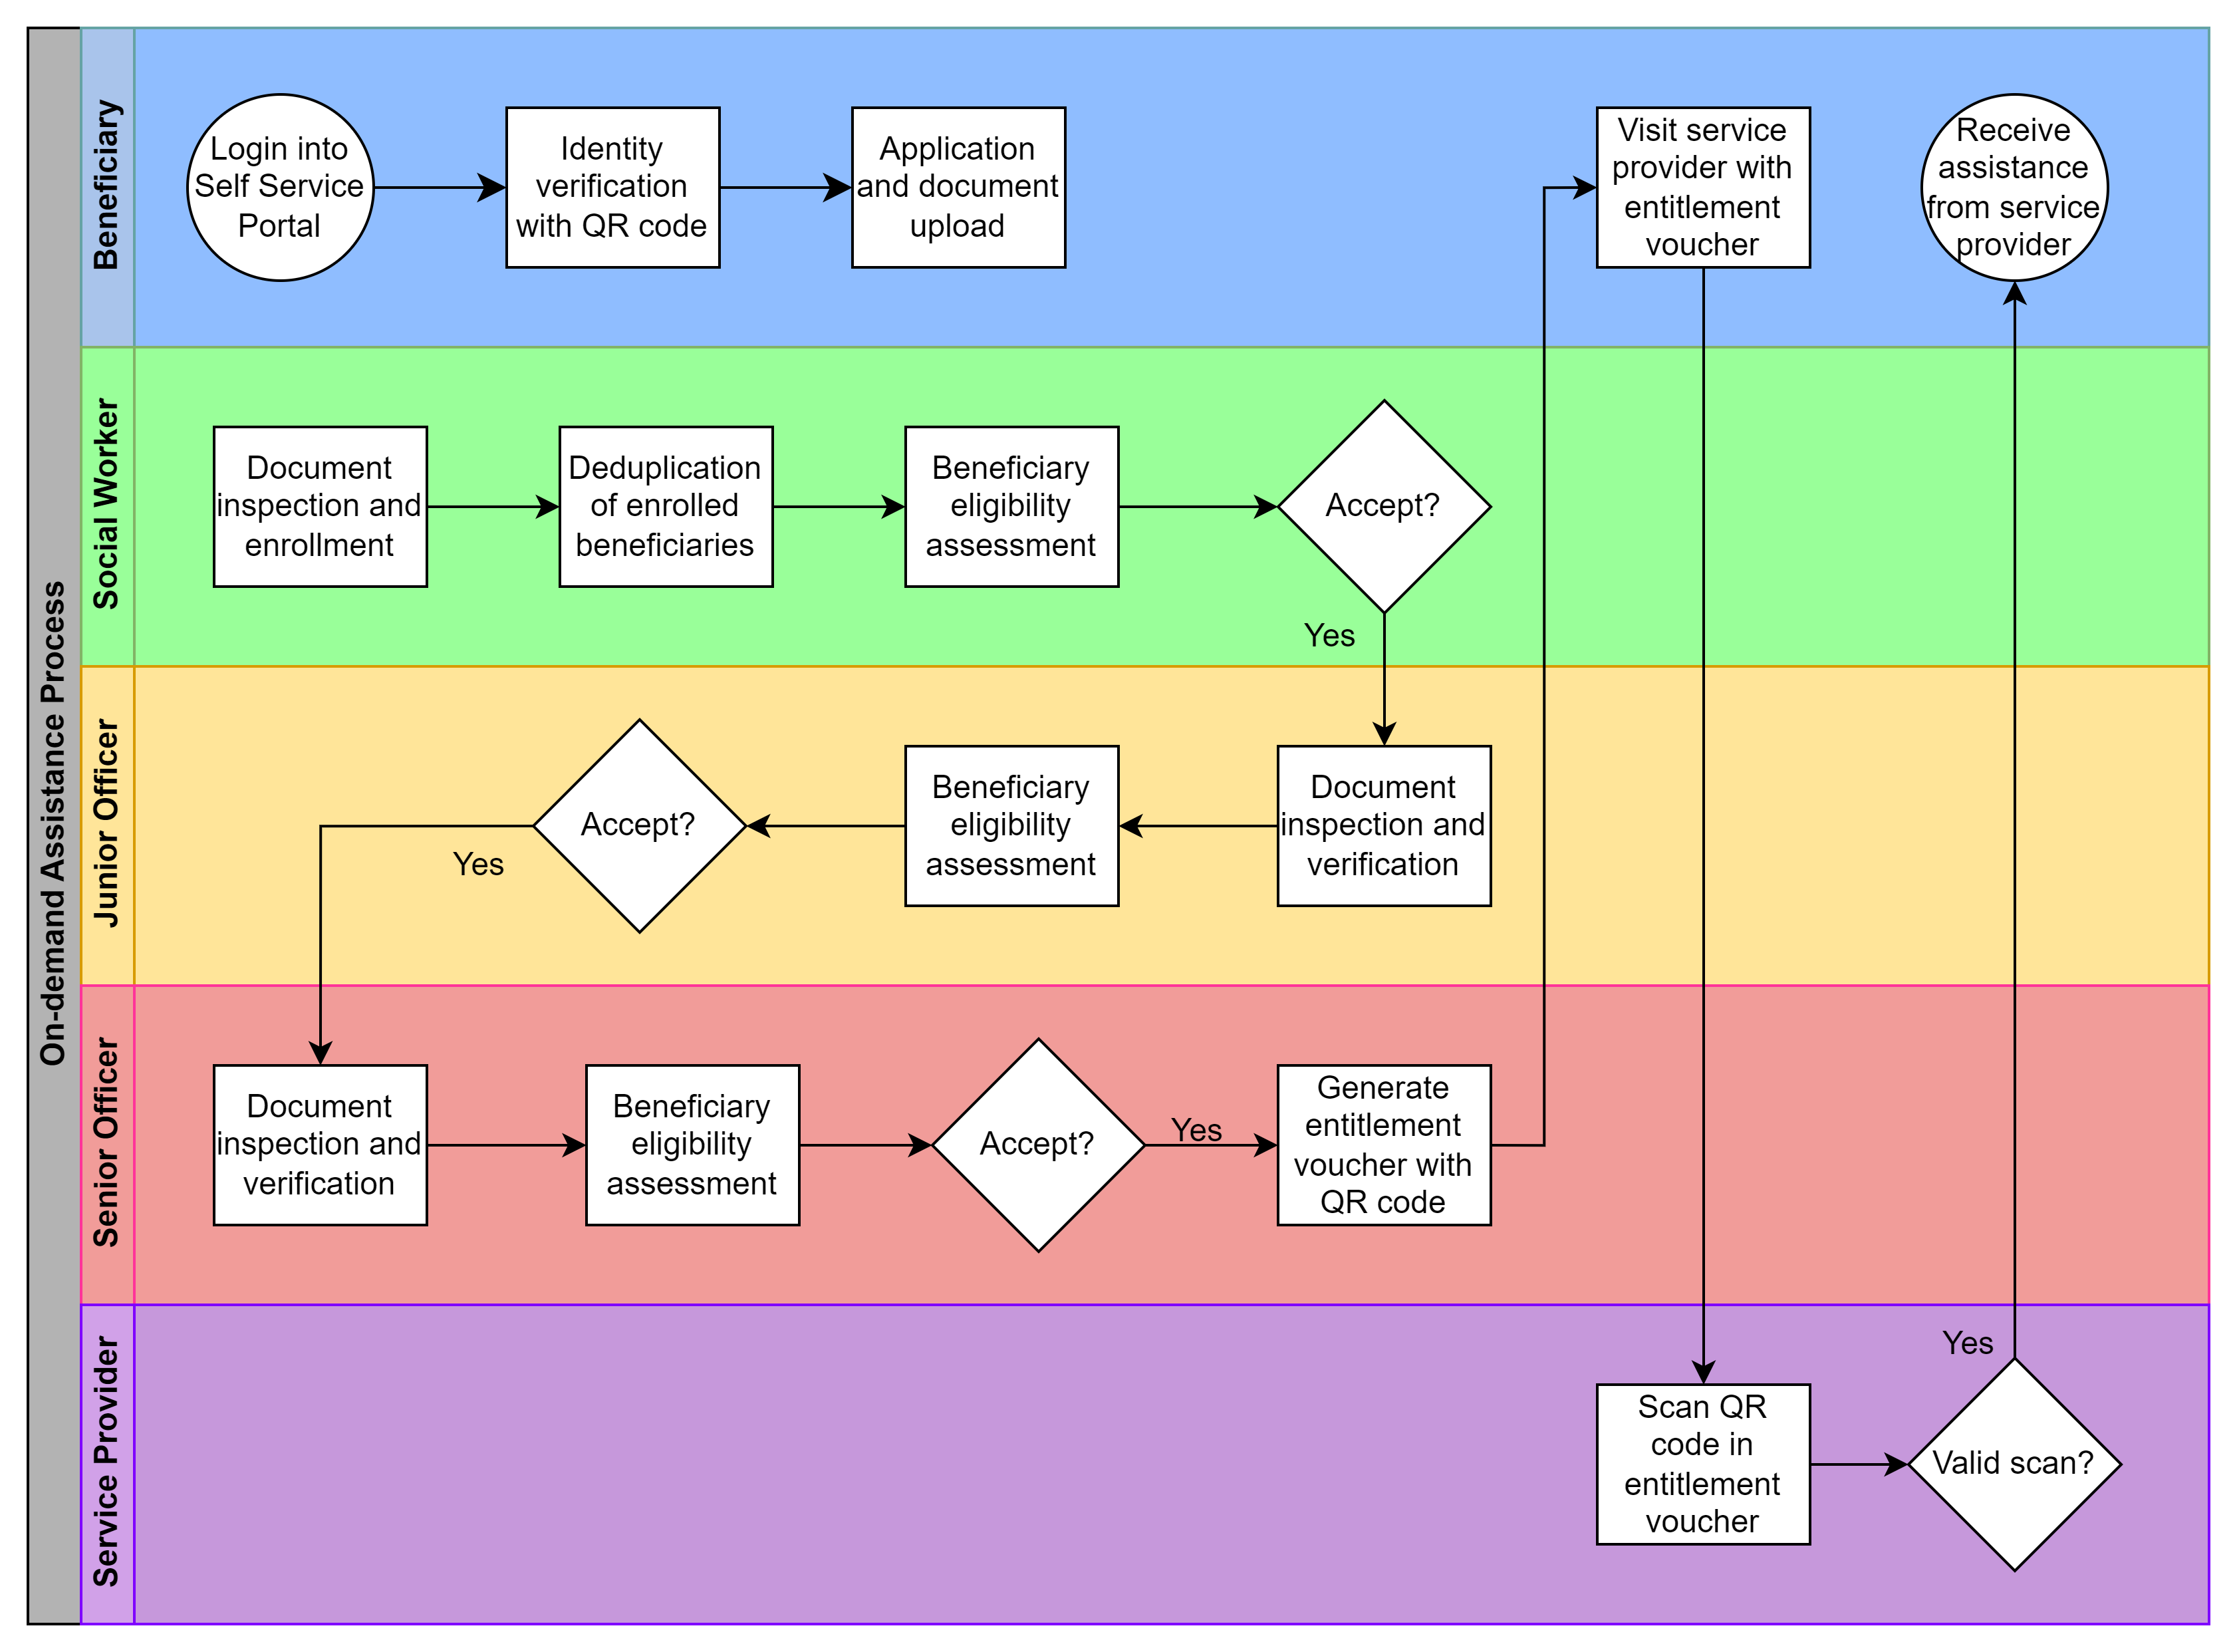 On-demand Assistance Process
Beneficiary
Login into
Self Service
Portal
Identity
verification
with QR code
Application
and document
upload
Visit service
provider with
entitlement
voucher
Receive
assistance
from service
provider
Social Worker
Document
inspection and
enrollment
Deduplication
of enrolled
beneficiaries
Beneficiary
eligibility
assessment
Accept?
Yes
Junior Officer
Accept?
Yes
Beneficiary
eligibility
assessment
Document
inspection and
verification
Senior Officer
Document
inspection and
verification
Beneficiary
eligibility
assessment
Accept?
Yes
Generate
entitlement
voucher with
QR code
Service Provider
Scan QR
code in
entitlement
voucher
Yes
Valid scan?